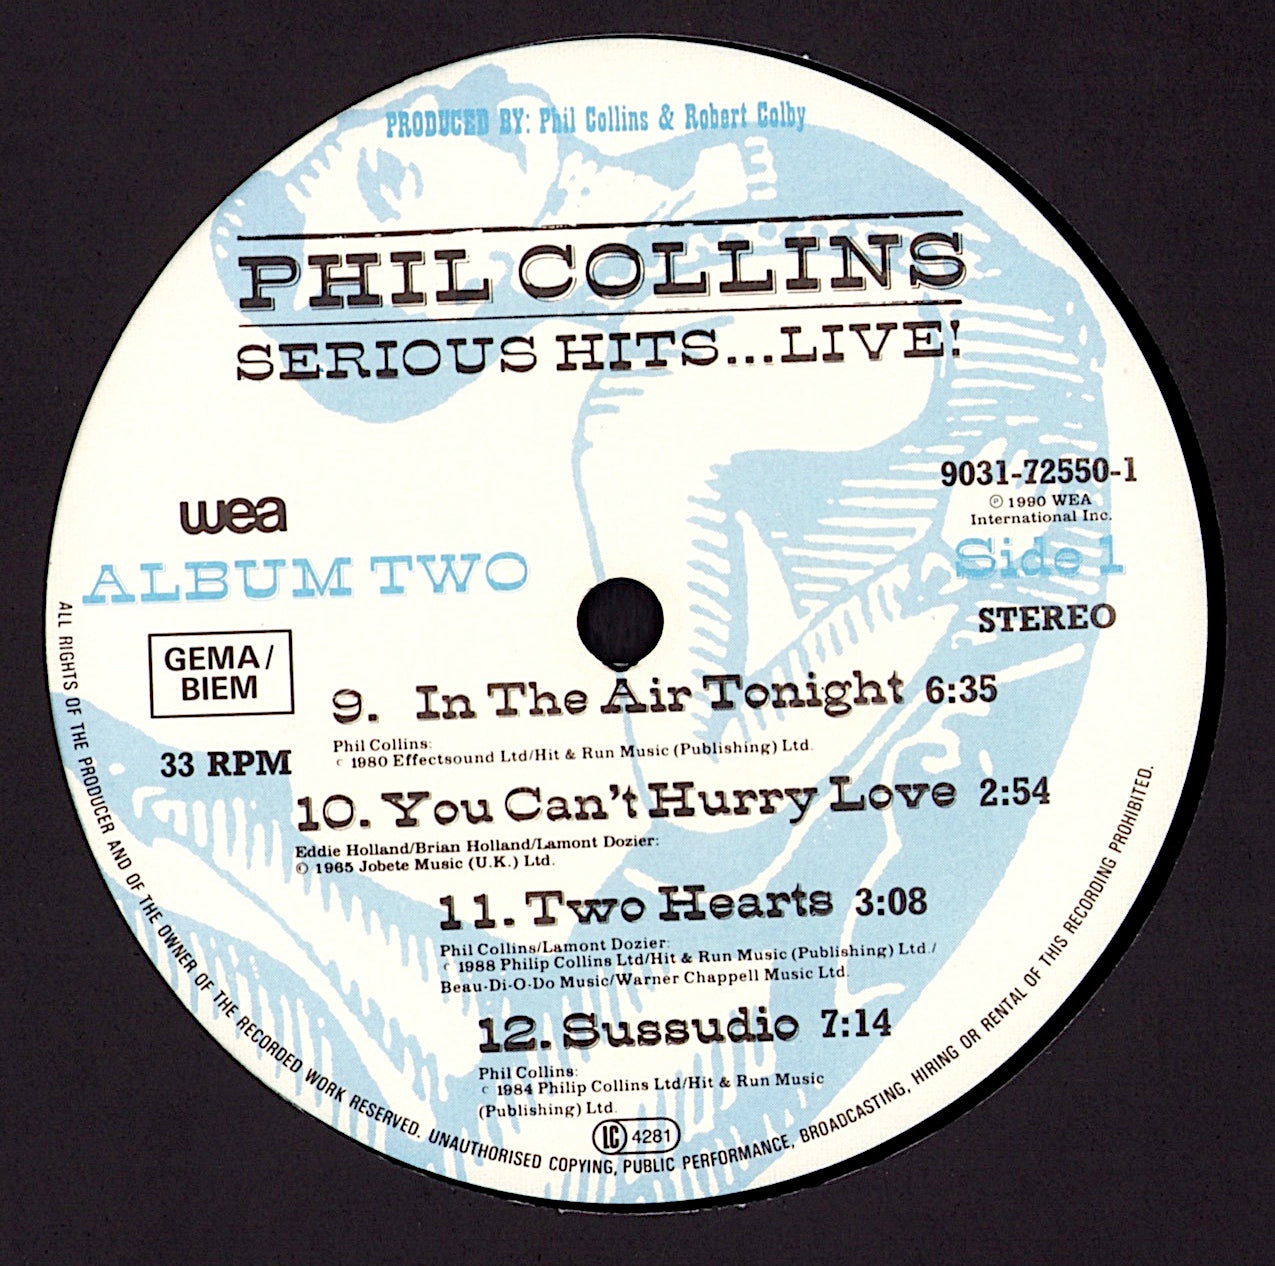 PRODUCED BY: Phil Collins & Robert Colby
PHIL COLLINS
SERIOUS HITS...LIVE!
9031-72550-1
℗ 1990 WEA
International Inc.
wea
ALBUM TWO
Side 1
STEREO
GEMA/
BIEM
33 RPM
9. In The Air Tonight 6:35
Phil Collins:
© 1980 Effectsound Ltd/Hit & Run Music (Publishing) Ltd.
10. You Can't Hurry Love 2:54
Eddie Holland/Brian Holland/Lamont Dozier:
© 1965 Jobete Music (U.K.) Ltd.
11. Two Hearts 3:08
Phil Collins/Lamont Dozier:
© 1988 Philip Collins Ltd/Hit & Run Music (Publishing) Ltd./
Beau-Di-O-Do Music/Warner Chappell Music Ltd.
12. Sussudio 7:14
Phil Collins:
© 1984 Philip Collins Ltd/Hit & Run Music
(Publishing) Ltd.
LC 4281
ALL RIGHTS OF THE PRODUCER AND OF THE OWNER OF THE RECORDED WORK RESERVED. UNAUTHORISED COPYING, PUBLIC PERFORMANCE, BROADCASTING, HIRING OR RENTAL OF THIS RECORDING PROHIBITED.